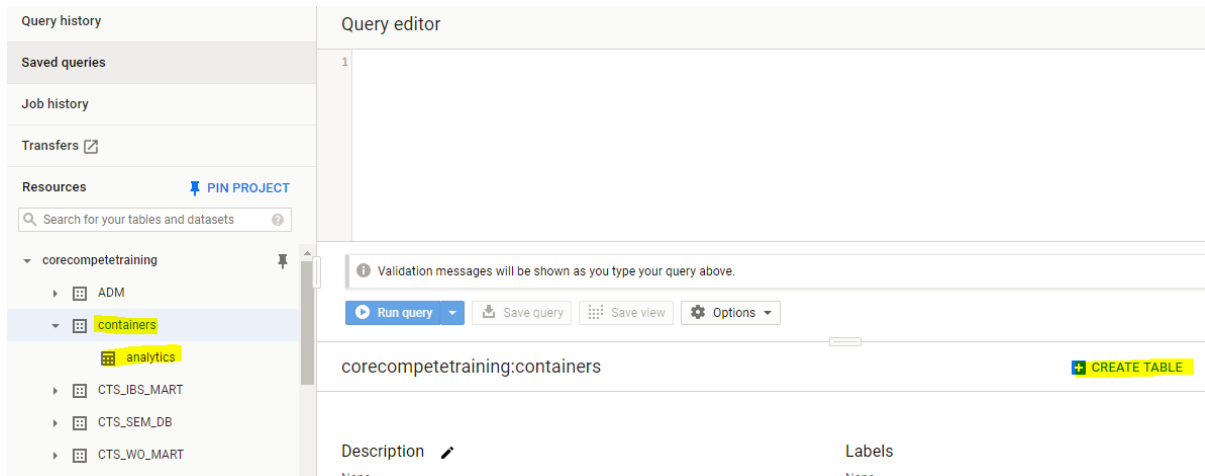 Query history
Saved queries
Job history
Transfers
Resources
PIN PROJECT
Search for your tables and datasets
corecompetetraining
ADM
containers
analytics
CTS_IBS_MART
CTS_SEM_DB
CTS_WO_MART
Query editor
1
Validation messages will be shown as you type your query above.
Run query
Save query
Save view
Options
corecompetetraining:containers
CREATE TABLE
Description
Labels
None
None